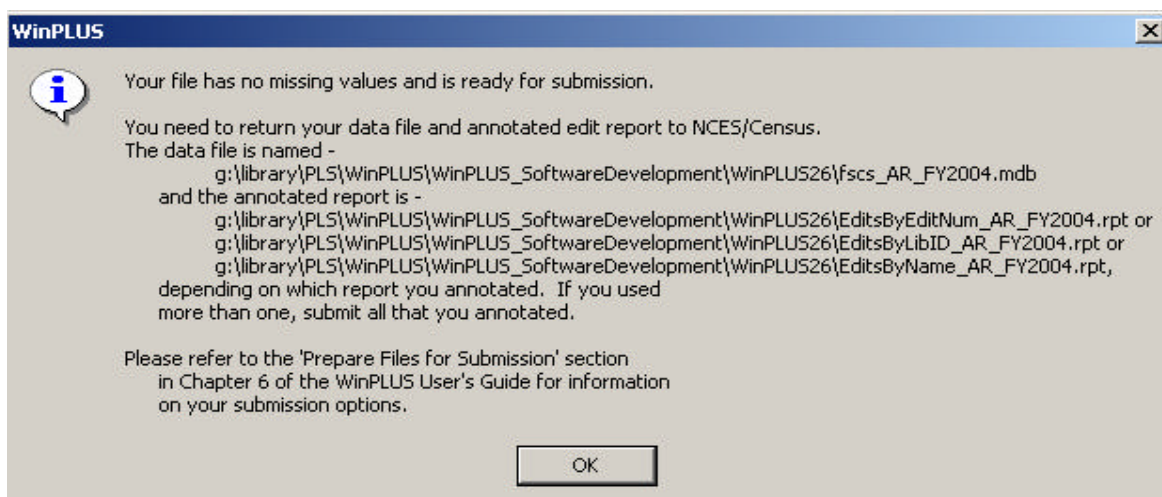 WinPLUS
Your file has no missing values and is ready for submission.
You need to return your data file and annotated edit report to NCES/Census.
The data file is named -
g:\library\PLS\WinPLUS\WinPLUS_SoftwareDevelopment\WinPLUS26\fscs_AR_FY2004.mdb
and the annotated report is -
g:\library\PLS\WinPLUS\WinPLUS_SoftwareDevelopment\WinPLUS26\EditsByEditNum_AR_FY2004.rpt or
g:\library\PLS\WinPLUS\WinPLUS_SoftwareDevelopment\WinPLUS26\EditsByLibID_AR_FY2004.rpt or
g:\library\PLS\WinPLUS\WinPLUS_SoftwareDevelopment\WinPLUS26\EditsByName_AR_FY2004.rpt,
depending on which report you annotated.  If you used
more than one, submit all that you annotated.
Please refer to the 'Prepare Files for Submission' section
in Chapter 6 of the WinPLUS User's Guide for information
on your submission options.
OK